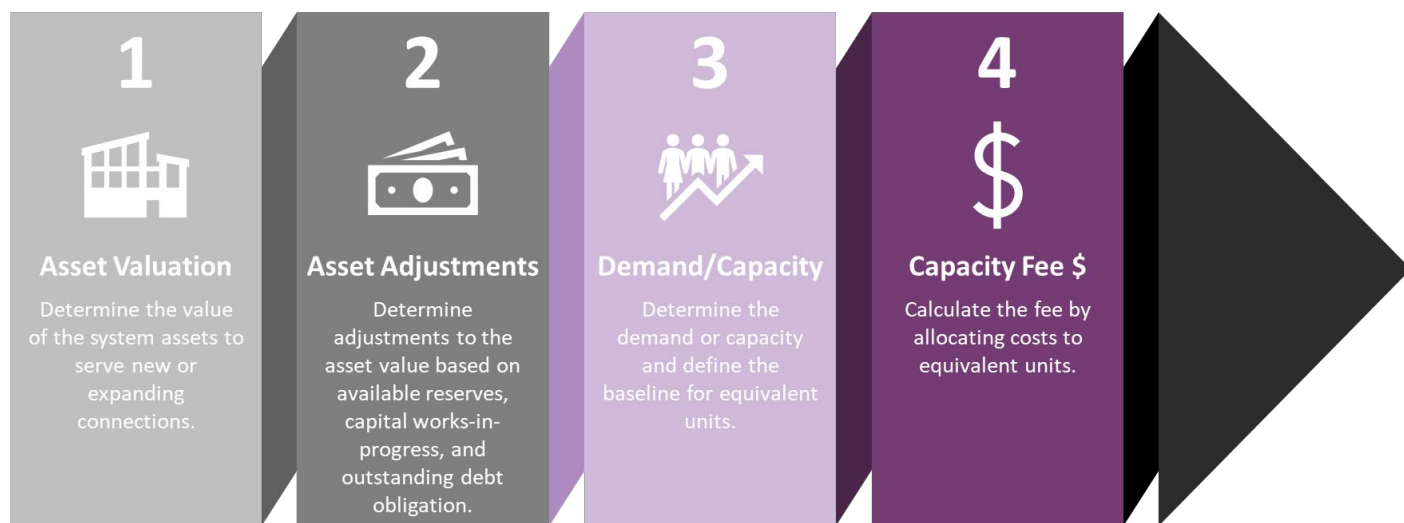 1
Asset Valuation
Determine the value
of the system assets to
serve new or
expanding
connections.
2
Asset Adjustments
Determine
adjustments to the
asset value based on
available reserves,
capital works-in-
progress, and
outstanding debt
obligation.
3
Demand/Capacity
Determine the
demand or capacity
and define the
baseline for equivalent
units.
4
$
Capacity Fee $
Calculate the fee by
allocating costs to
equivalent units.